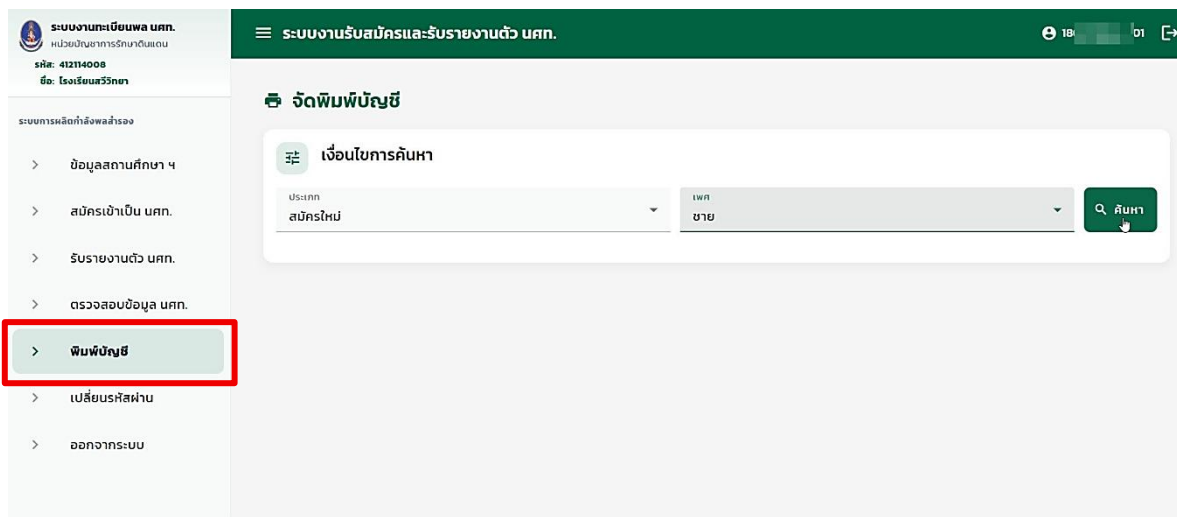 ระบบงานทะเบียนพล นศท.
หน่วยบัญชาการรักษาดินแดน
รหัส: 412114008
ชื่อ: โรงเรียนสวีวิทยา
ระบบการผลิตกำลังพลสำรอง
ข้อมูลสถานศึกษา ฯ
สมัครเข้าเป็น นศท.
รับรายงานตัว นศท.
ตรวจสอบข้อมูล นศท.
พิมพ์บัญชี
เปลี่ยนรหัสผ่าน
ออกจากระบบ
ระบบงานรับสมัครและรับรายงานตัว นศท.
จัดพิมพ์บัญชี
เงื่อนไขการค้นหา
ประเภท
สมัครใหม่
เพศ
ชาย
ค้นหา